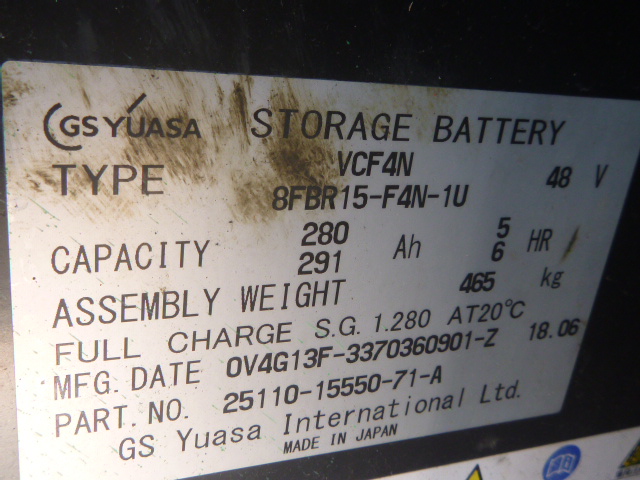 GS YUASA STORAGE BATTERY
TYPE VCF4N 48 V
8FBR15-F4N-1U
CAPACITY 280 Ah 5 HR
291 6
ASSEMBLY WEIGHT 465 kg
FULL CHARGE S.G. 1.280 AT20℃
MFG. DATE 0V4G13F-3370360901-Z 18.06
PART. NO. 25110-15550-71-A
GS Yuasa International Ltd.
MADE IN JAPAN